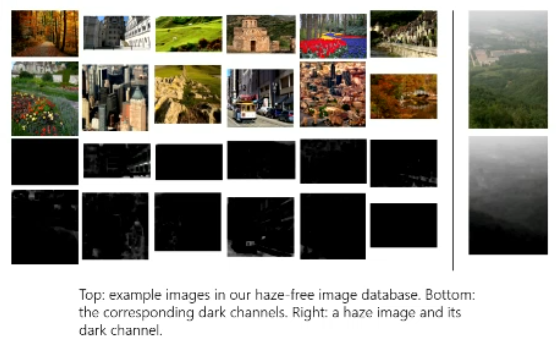 Top: example images in our haze-free image database. Bottom:
the corresponding dark channels. Right: a haze image and its
dark channel.